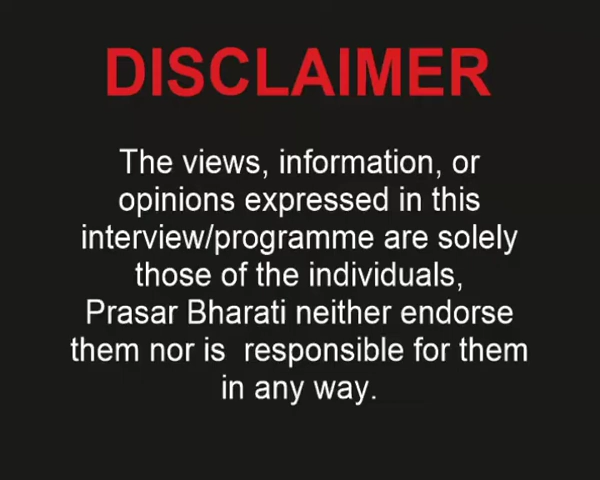 DISCLAIMER
The views, information, or
opinions expressed in this
interview/programme are solely
those of the individuals,
Prasar Bharati neither endorse
them nor is  responsible for them
in any way.